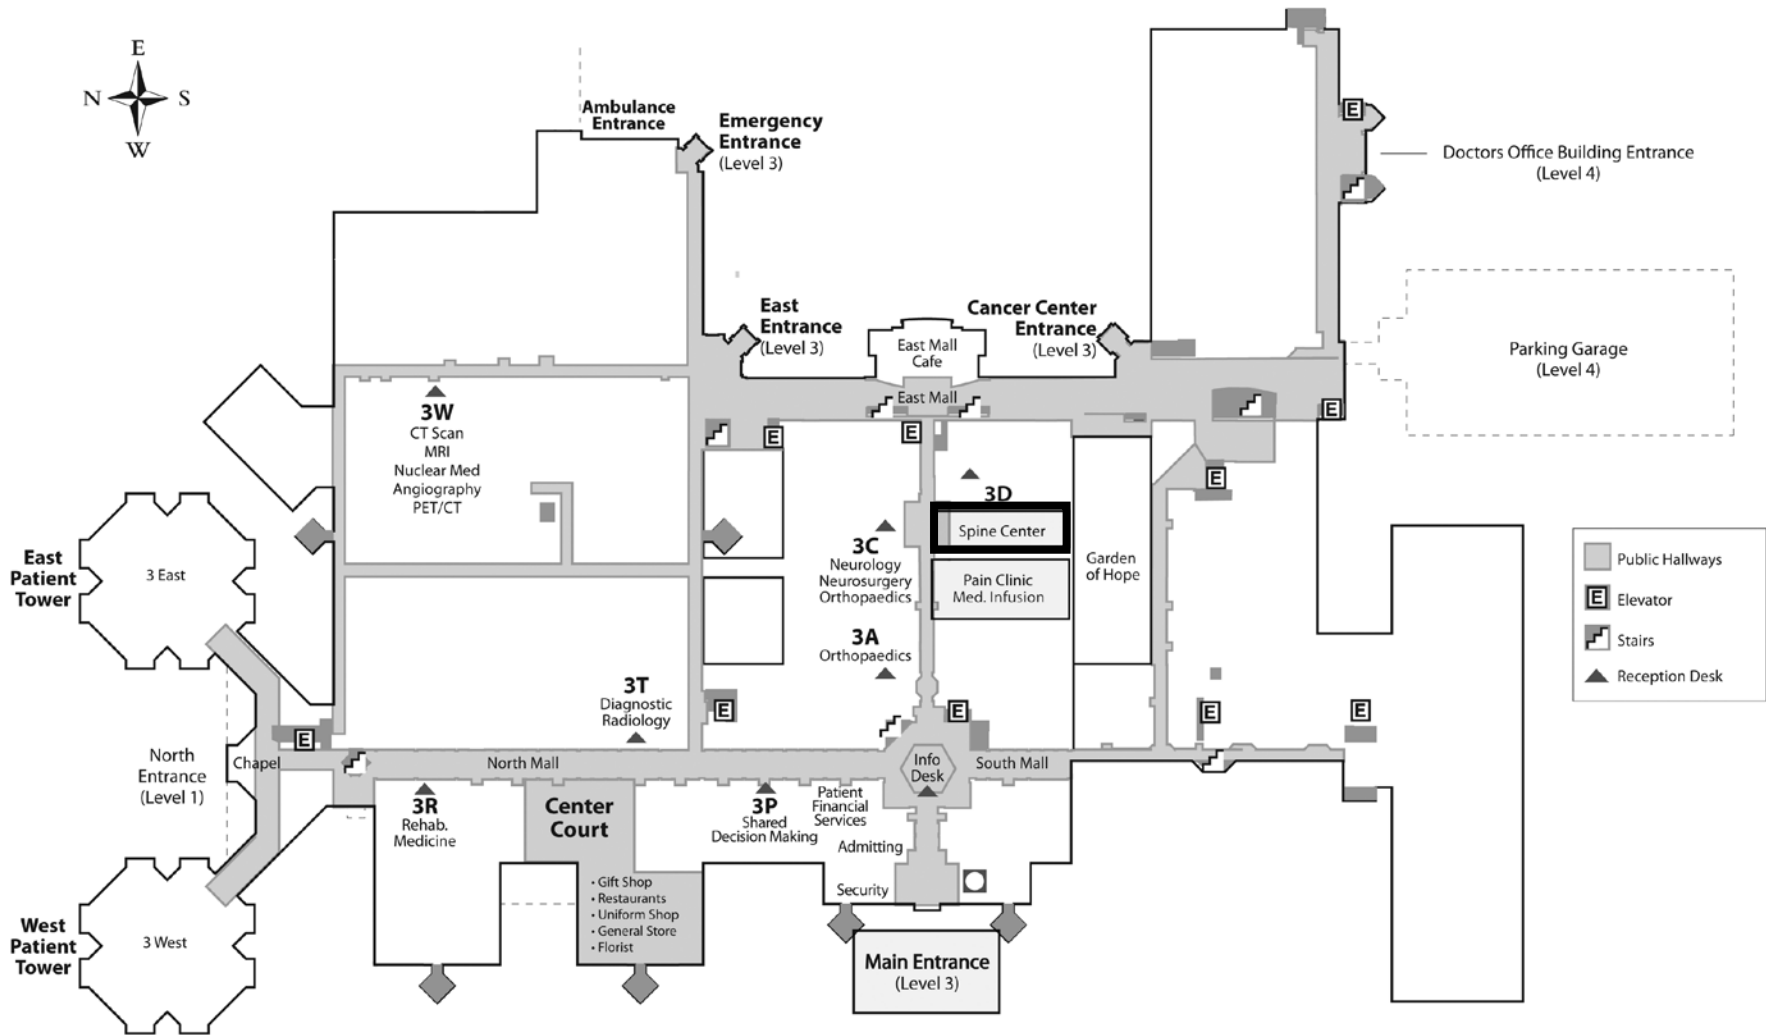 E
N
S
W
Ambulance
Entrance
Emergency
Entrance
(Level 3)
E
Doctors Office Building Entrance
(Level 4)
East
Entrance
(Level 3)
East Mall
Cafe
Cancer Center
Entrance
(Level 3)
Parking Garage
(Level 4)
East Mall
3W
CT Scan
MRI
Nuclear Med
Angiography
PET/CT
E
E
E
E
3D
Spine Center
Pain Clinic
Med. Infusion
3C
Neurology
Neurosurgery
Orthopaedics
3A
Orthopaedics
Garden
of Hope
Public Hallways
E
Elevator
Stairs
Reception Desk
East
Patient
Tower
3 East
3T
Diagnostic
Radiology
E
E
E
E
E
North
Entrance
(Level 1)
Chapel
North Mall
Info
Desk
South Mall
3R
Rehab.
Medicine
Center
Court
3P
Shared
Decision Making
Patient
Financial
Services
Admitting
Security
• Gift Shop
• Restaurants
• Uniform Shop
• General Store
• Florist
West
Patient
Tower
3 West
Main Entrance
(Level 3)